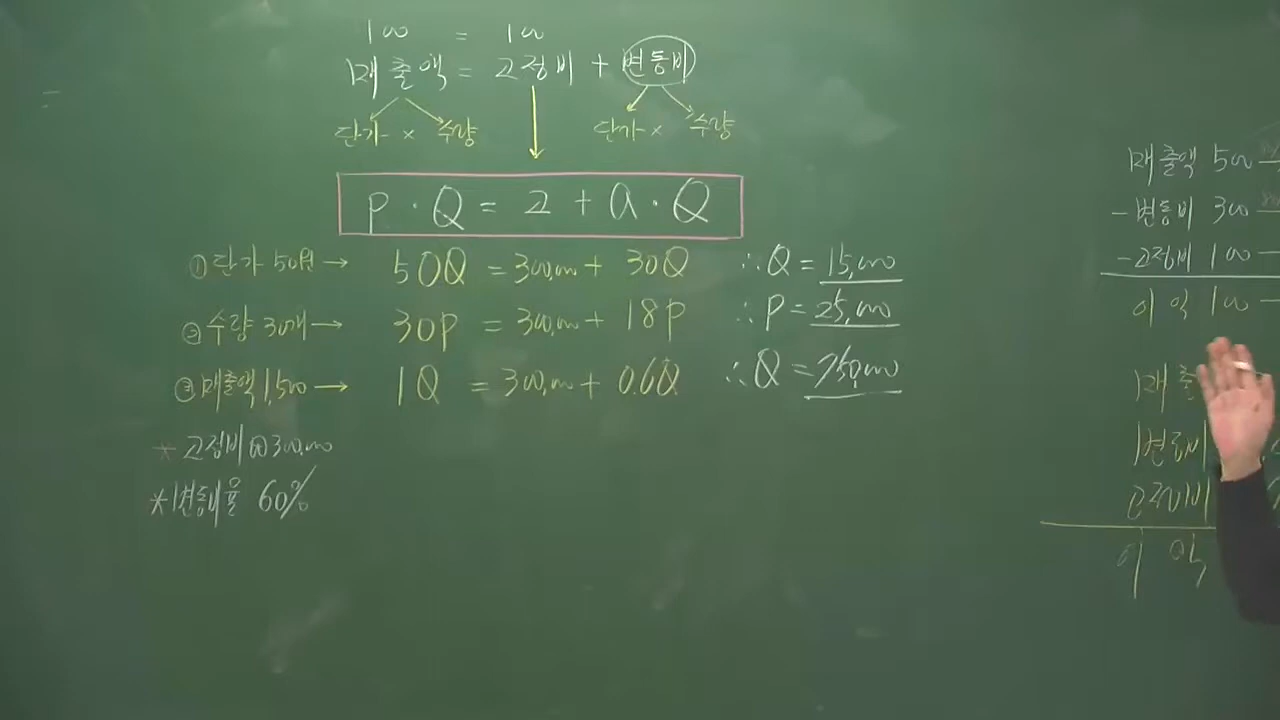 100 = 100
매출액 = 고정비 + 변동비
단가 × 수량
단가 × 수량
P · Q = 고 + a · Q
① 단가 50원 → 50Q = 300,000 + 30Q ∴ Q = 15,000
② 수량 30개 → 30P = 300,000 + 18P ∴ P = 25,000
③ 매출액 1,500 → 1Q = 300,000 + 0.6Q ∴ Q = 750,000
* 고정비 @300,000
* 변동비율 60%
매출액 500 -
- 변동비 300 -
- 고정비 100 -
이익 100 -
매출
변동비
고정비
이익